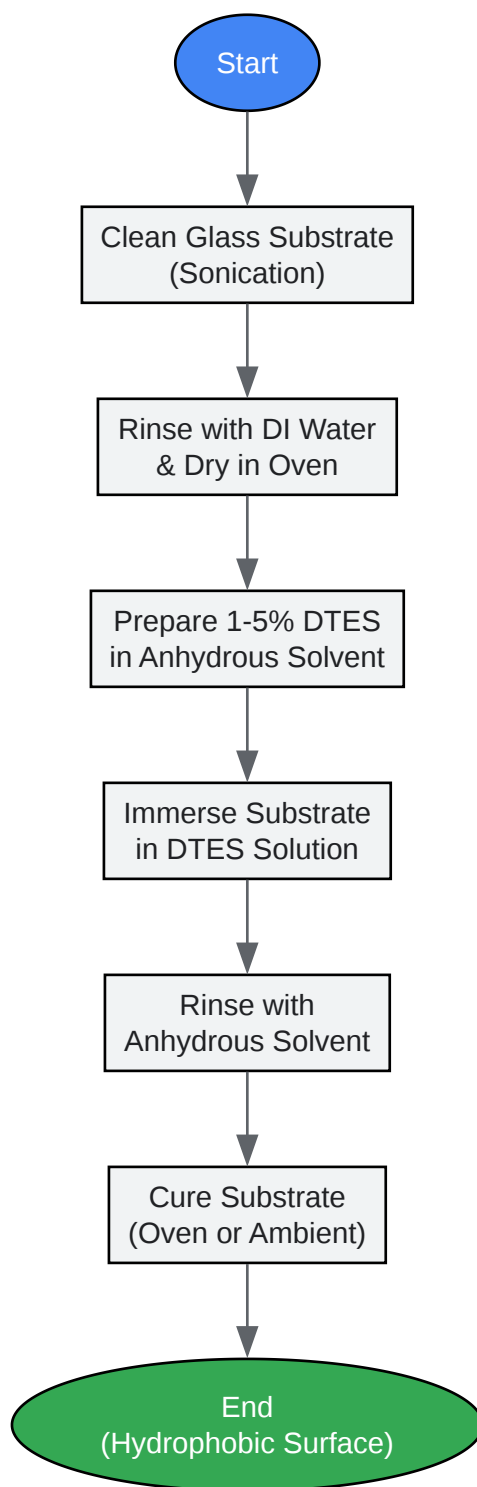 Start
Clean Glass Substrate
(Sonication)
Rinse with DI Water
& Dry in Oven
Prepare 1-5% DTES
in Anhydrous Solvent
Immerse Substrate
in DTES Solution
Rinse with
Anhydrous Solvent
Cure Substrate
(Oven or Ambient)
End
(Hydrophobic Surface)